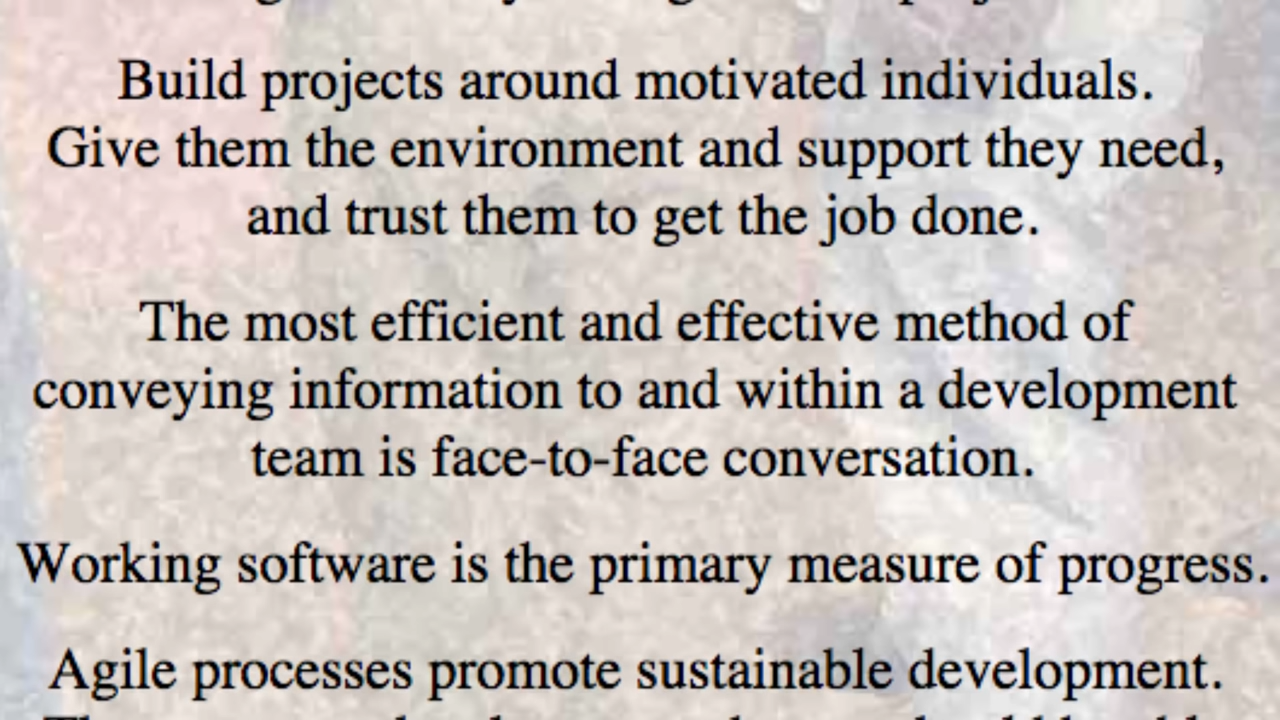 Build projects around motivated individuals.
Give them the environment and support they need,
and trust them to get the job done.
The most efficient and effective method of
conveying information to and within a development
team is face-to-face conversation.
Working software is the primary measure of progress.
Agile processes promote sustainable development.